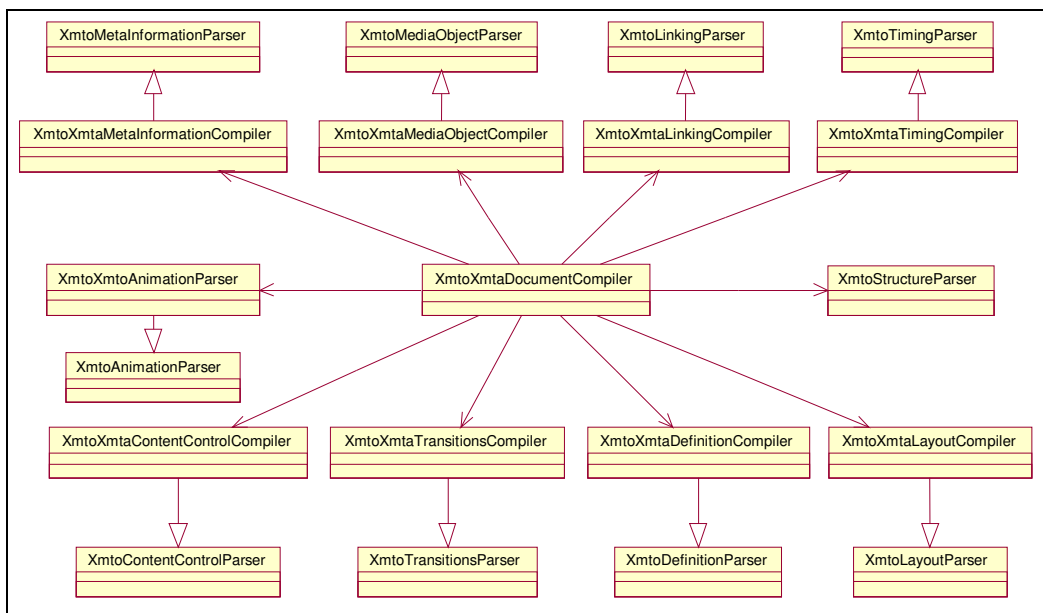 XmtoMetaInformationParser
XmtoMediaObjectParser
XmtoLinkingParser
XmtoTimingParser
XmtoXmtaMetaInformationCompiler
XmtoXmtaMediaObjectCompiler
XmtoXmtaLinkingCompiler
XmtoXmtaTimingCompiler
XmtoXmtoAnimationParser
XmtoXmtaDocumentCompiler
XmtoStructureParser
XmtoAnimationParser
XmtoXmtaContentControlCompiler
XmtoXmtaTransitionsCompiler
XmtoXmtaDefinitionCompiler
XmtoXmtaLayoutCompiler
XmtoContentControlParser
XmtoTransitionsParser
XmtoDefinitionParser
XmtoLayoutParser